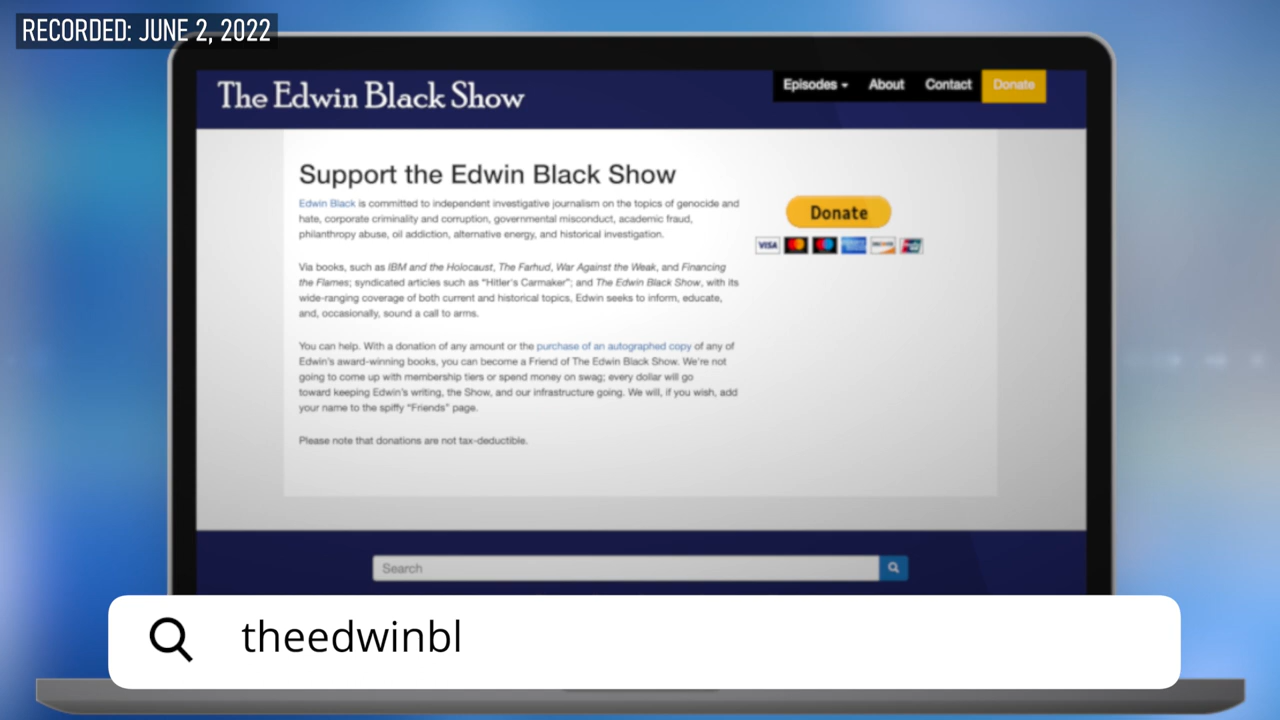 RECORDED: JUNE 2, 2022
The Edwin Black Show
Episodes About Contact Donate
Support the Edwin Black Show
Edwin Black is committed to independent investigative journalism on the topics of genocide and
hate, corporate criminality and corruption, governmental misconduct, academic fraud,
philanthropy abuse, oil addiction, alternative energy, and historical investigation.
Donate
VISA
Via books, such as IBM and the Holocaust, The Farhud, War Against the Weak, and Financing
the Flames; syndicated articles such as “Hitler's Carmaker”; and The Edwin Black Show, with its
wide-ranging coverage of both current and historical topics, Edwin seeks to inform, educate,
and, occasionally, sound a call to arms.
You can help. With a donation of any amount or the purchase of an autographed copy of any of
Edwin's award-winning books, you can become a Friend of The Edwin Black Show. We're not
going to come up with membership tiers or spend money on swag; every dollar will go
toward keeping Edwin's writing, the Show, and our infrastructure going. We will, if you wish, add
your name to the spiffy “Friends” page.
Please note that donations are not tax-deductible.
Search
theedwinbl